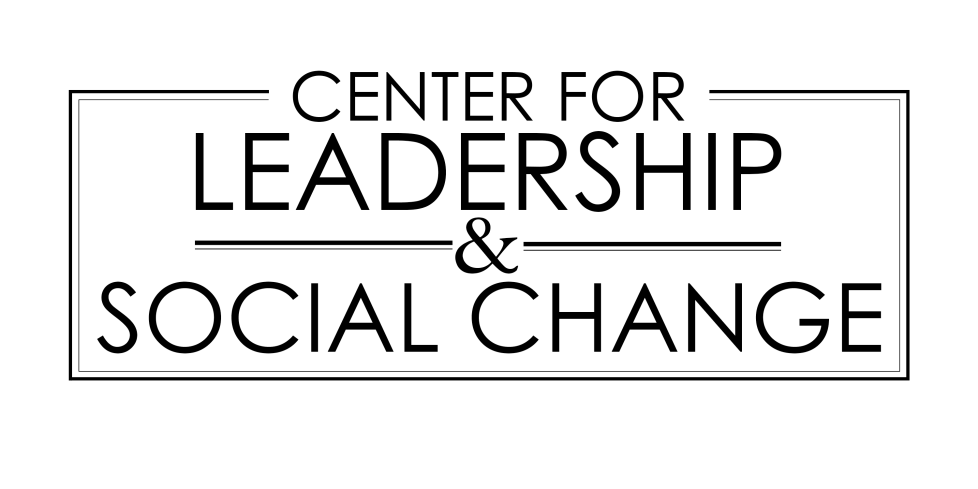 CENTER FOR
LEADERSHIP
&
SOCIAL CHANGE